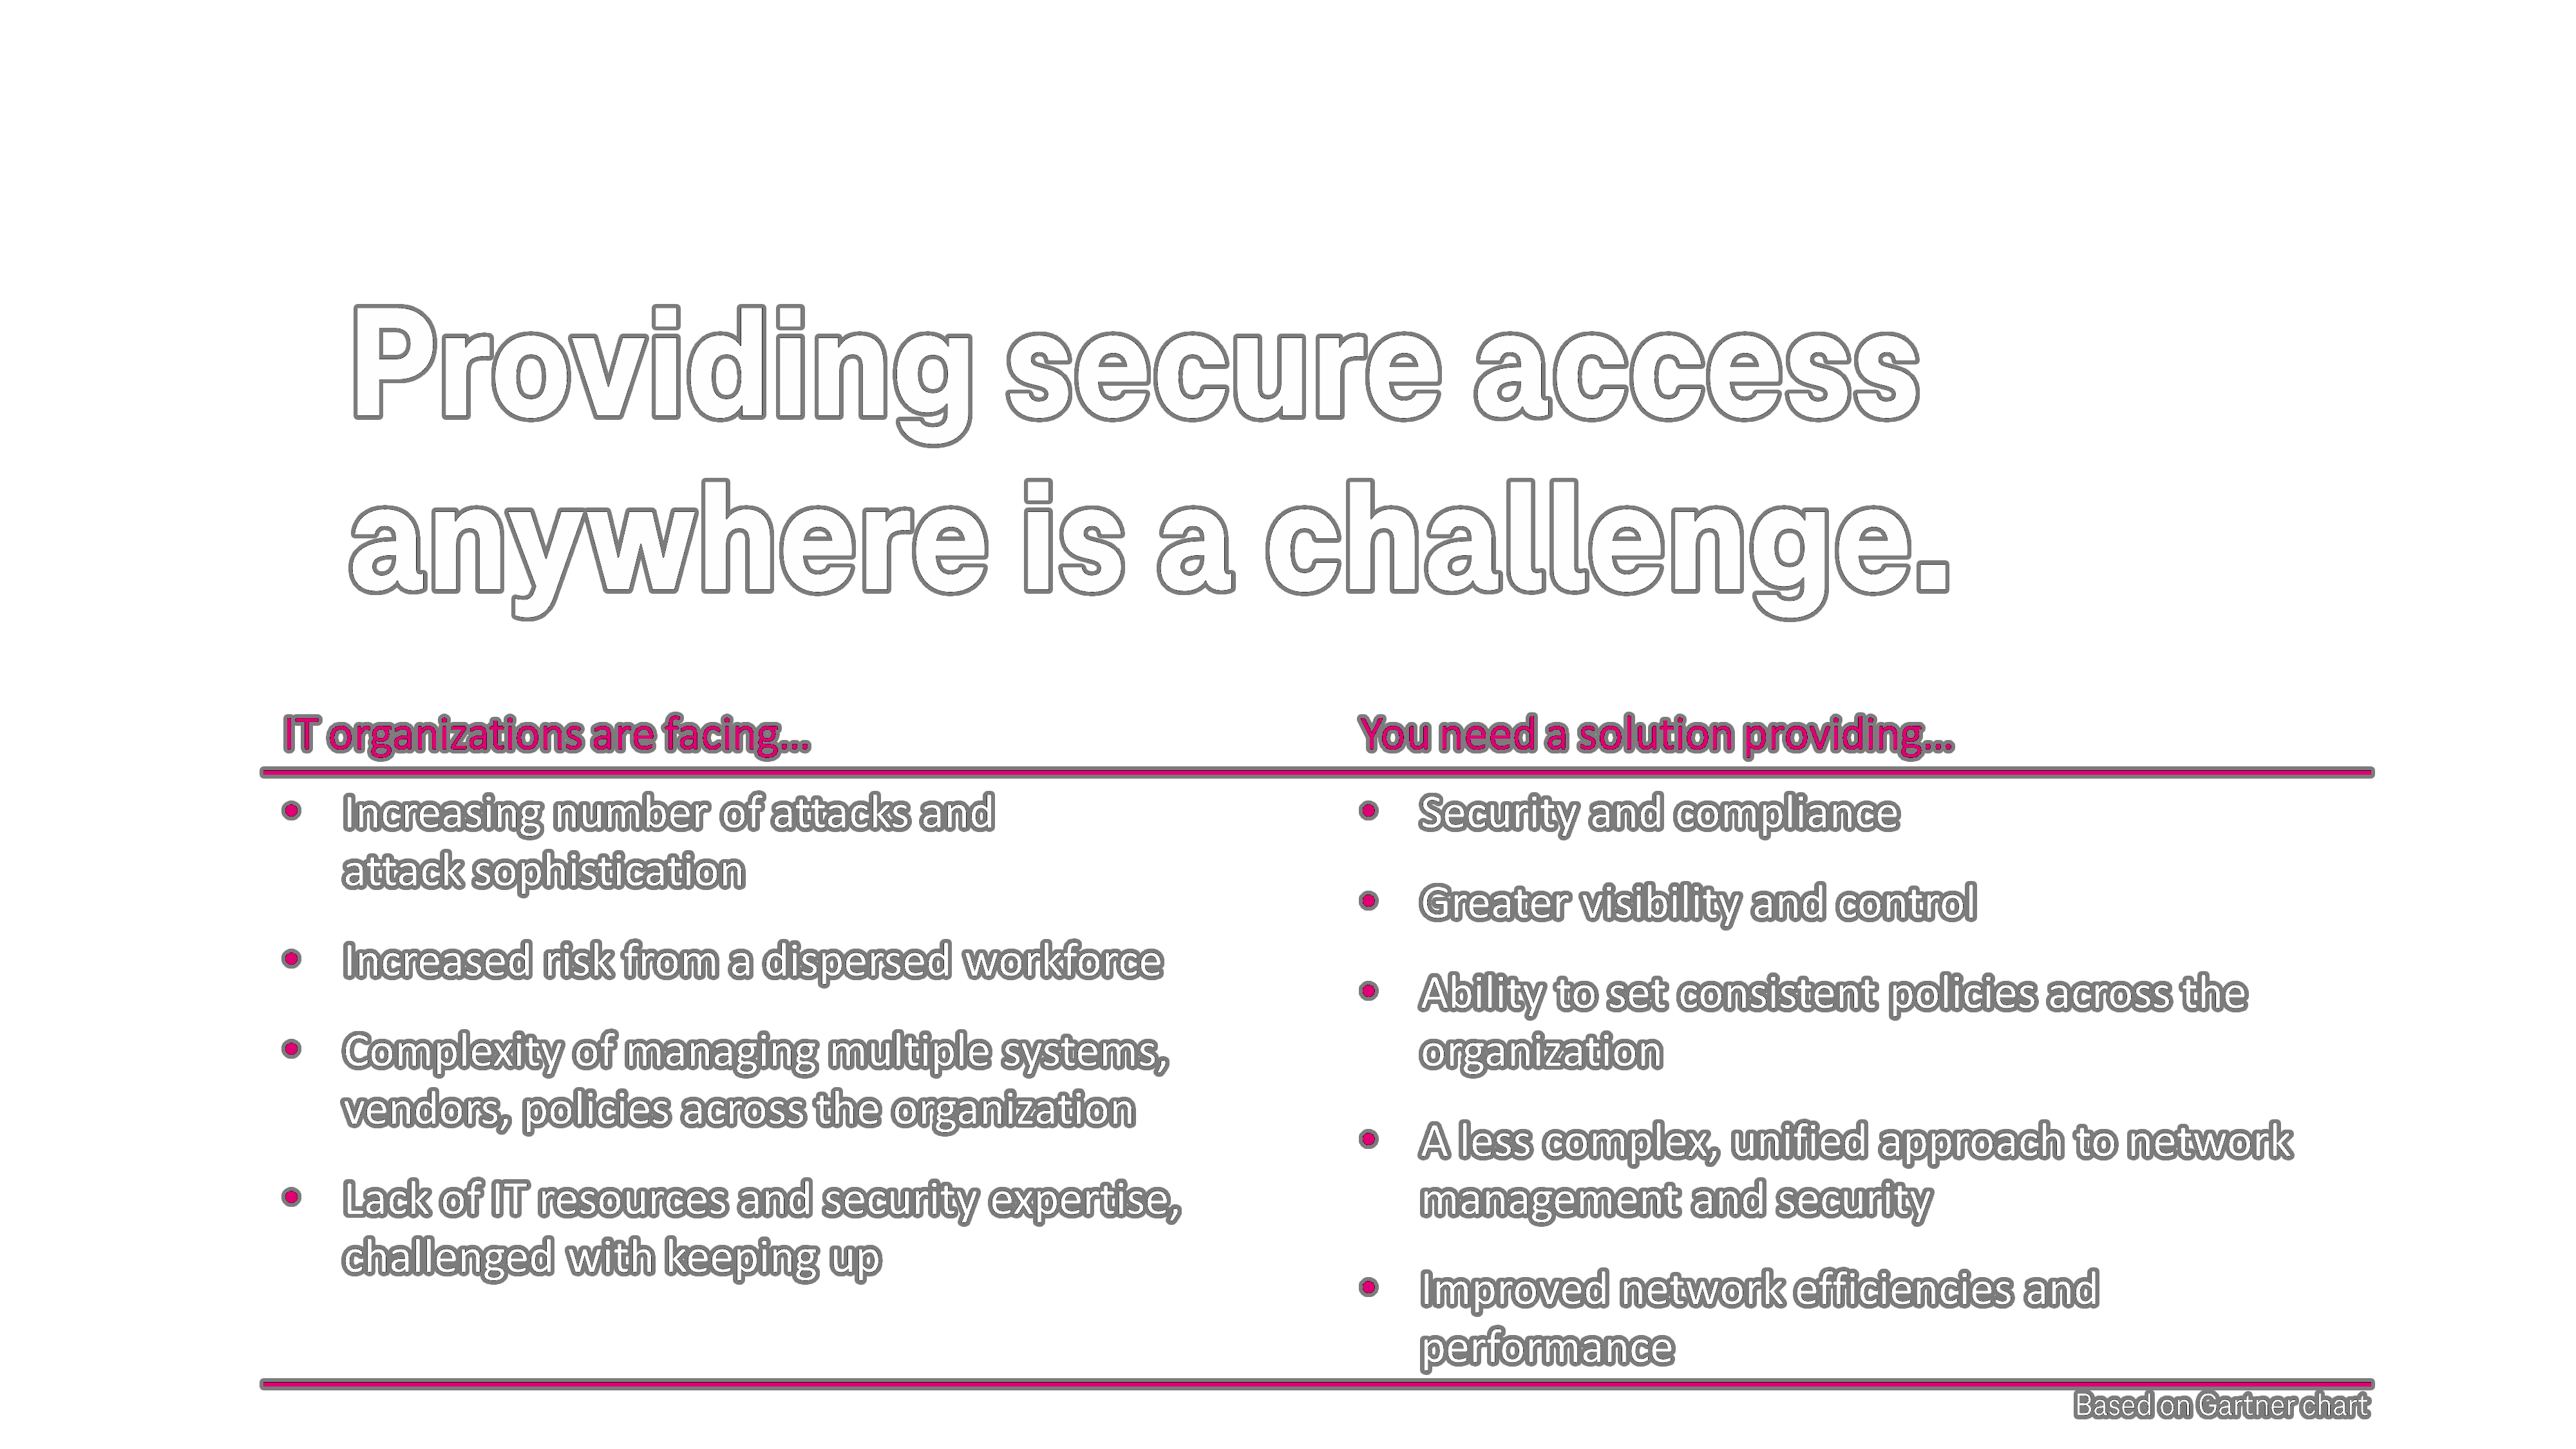 Providing secure access
anywhere is a challenge.
IT organizations are facing...
• Increasing number of attacks and
attack sophistication
• Increased risk from a dispersed workforce
• Complexity of managing multiple systems,
vendors, policies across the organization
• Lack of IT resources and security expertise,
challenged with keeping up
You need a solution providing...
• Security and compliance
• Greater visibility and control
• Ability to set consistent policies across the
organization
• A less complex, unified approach to network
management and security
• Improved network efficiencies and
performance
Based on Gartner chart